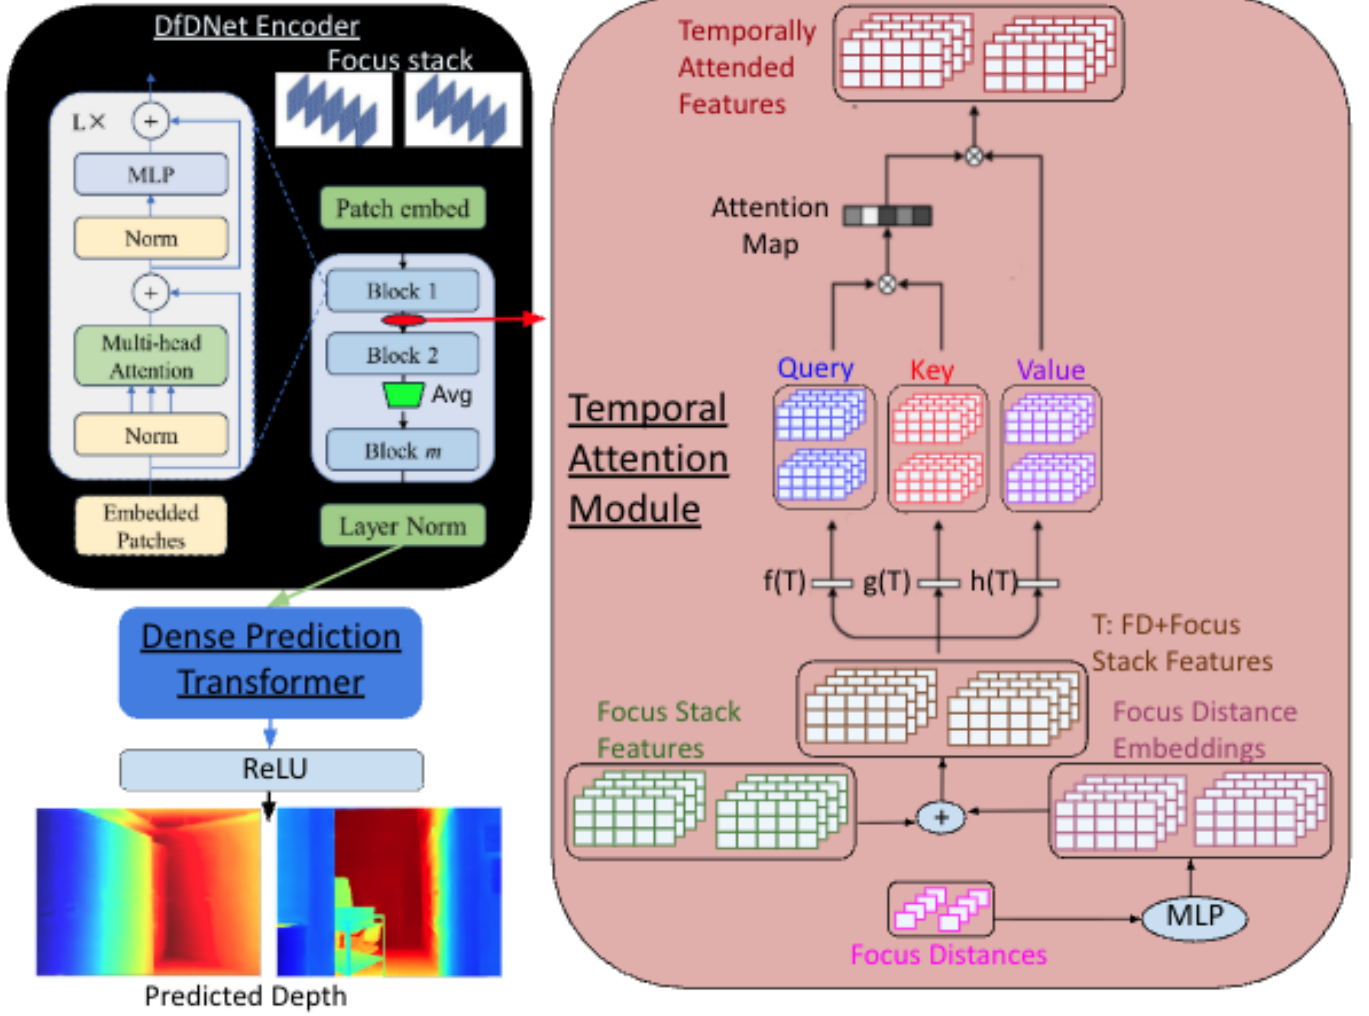 DfDNet Encoder
Focus stack
L×
+
MLP
Norm
+
Multi-head
Attention
Norm
Embedded
Patches
Patch embed
Block 1
Block 2
Avg
Block m
Layer Norm
Dense Prediction
Transformer
ReLU
Predicted Depth
Temporally
Attended
Features
Attention
Map
Query
Key
Value
Temporal
Attention
Module
f(T)
g(T)
h(T)
T: FD+Focus
Stack Features
Focus Stack
Features
Focus Distance
Embeddings
+
MLP
Focus Distances